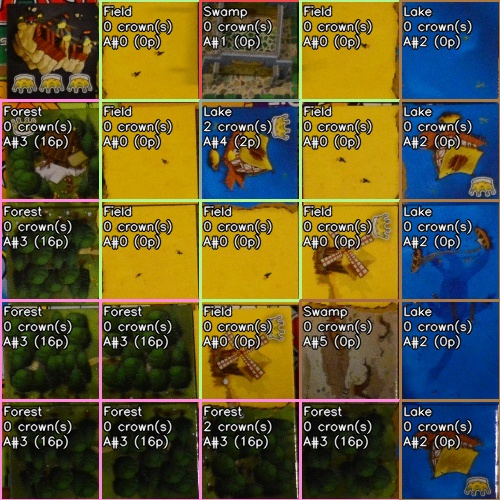 Field
0 crown(s)
A#0 (0p)
Swamp
0 crown(s)
A#1 (0p)
Field
0 crown(s)
A#0 (0p)
Lake
0 crown(s)
A#2 (0p)
Forest
0 crown(s)
A#3 (16p)
Field
0 crown(s)
A#0 (0p)
Lake
2 crown(s)
A#4 (2p)
Field
0 crown(s)
A#0 (0p)
Lake
0 crown(s)
A#2 (0p)
Forest
0 crown(s)
A#3 (16p)
Field
0 crown(s)
A#0 (0p)
Field
0 crown(s)
A#0 (0p)
Field
0 crown(s)
A#0 (0p)
Lake
0 crown(s)
A#2 (0p)
Forest
0 crown(s)
A#3 (16p)
Forest
0 crown(s)
A#3 (16p)
Field
0 crown(s)
A#0 (0p)
Swamp
0 crown(s)
A#5 (0p)
Lake
0 crown(s)
A#2 (0p)
Forest
0 crown(s)
A#3 (16p)
Forest
0 crown(s)
A#3 (16p)
Forest
2 crown(s)
A#3 (16p)
Forest
0 crown(s)
A#3 (16p)
Lake
0 crown(s)
A#2 (0p)